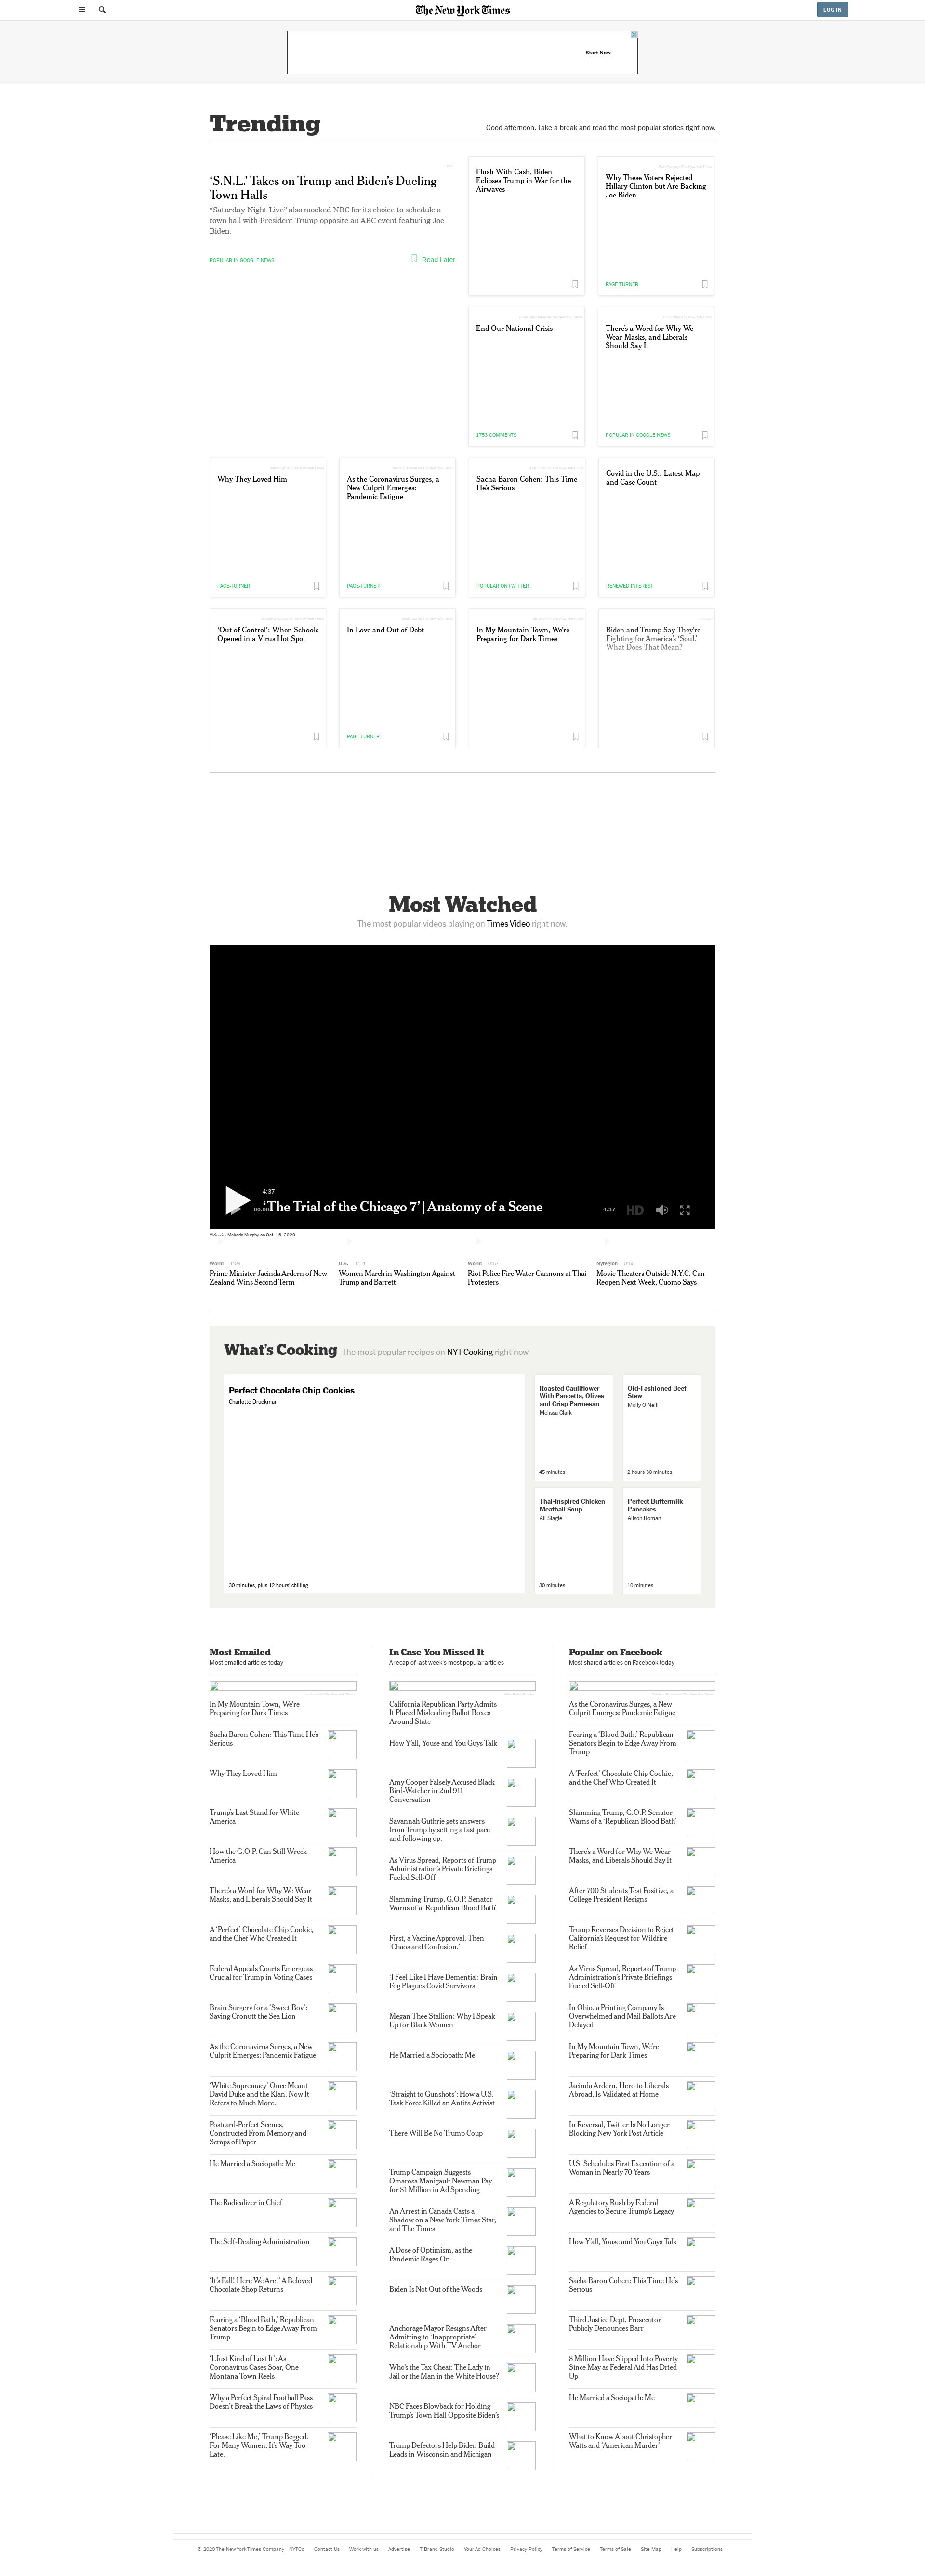 The New York Times
LOG IN
Start Now
Trending
Good afternoon. Take a break and read the most popular stories right now.
‘S.N.L.’ Takes on Trump and Biden’s Dueling
Town Halls
“Saturday Night Live” also mocked NBC for its choice to schedule a
town hall with President Trump opposite an ABC event featuring Joe
Biden.
POPULAR IN GOOGLE NEWS
Read Later
Flush With Cash, Biden
Eclipses Trump in War for the
Airwaves
Why These Voters Rejected
Hillary Clinton but Are Backing
Joe Biden
PAGE-TURNER
End Our National Crisis
1753 COMMENTS
There’s a Word for Why We
Wear Masks, and Liberals
Should Say It
POPULAR IN GOOGLE NEWS
Why They Loved Him
PAGE-TURNER
As the Coronavirus Surges, a
New Culprit Emerges:
Pandemic Fatigue
PAGE-TURNER
Sacha Baron Cohen: This Time
He’s Serious
POPULAR ON TWITTER
Covid in the U.S.: Latest Map
and Case Count
RENEWED INTEREST
‘Out of Control’: When Schools
Opened in a Virus Hot Spot
In Love and Out of Debt
PAGE-TURNER
In My Mountain Town, We’re
Preparing for Dark Times
Biden and Trump Say They’re
Fighting for America’s ‘Soul.’
What Does That Mean?
Most Watched
The most popular videos playing on Times Video right now.
4:37
00:00
‘The Trial of the Chicago 7’ | Anatomy of a Scene
4:37
HD
Video by Mekado Murphy on Oct. 16, 2020.
World 1:39
Prime Minister Jacinda Ardern of New
Zealand Wins Second Term
U.S. 1:14
Women March in Washington Against
Trump and Barrett
World 0:57
Riot Police Fire Water Cannons at Thai
Protesters
Nyregion 0:60
Movie Theaters Outside N.Y.C. Can
Reopen Next Week, Cuomo Says
What’s Cooking
The most popular recipes on NYT Cooking right now
Perfect Chocolate Chip Cookies
Charlotte Druckman
30 minutes, plus 12 hours' chilling
Roasted Cauliflower
With Pancetta, Olives
and Crisp Parmesan
Melissa Clark
45 minutes
Old-Fashioned Beef
Stew
Molly O'Neill
2 hours 30 minutes
Thai-Inspired Chicken
Meatball Soup
Ali Slagle
30 minutes
Perfect Buttermilk
Pancakes
Alison Roman
10 minutes
Most Emailed
Most emailed articles today
In My Mountain Town, We’re
Preparing for Dark Times
Sacha Baron Cohen: This Time He’s
Serious
Why They Loved Him
Trump’s Last Stand for White
America
How the G.O.P. Can Still Wreck
America
There’s a Word for Why We Wear
Masks, and Liberals Should Say It
A ‘Perfect’ Chocolate Chip Cookie,
and the Chef Who Created It
Federal Appeals Courts Emerge as
Crucial for Trump in Voting Cases
Brain Surgery for a ‘Sweet Boy’:
Saving Cronutt the Sea Lion
As the Coronavirus Surges, a New
Culprit Emerges: Pandemic Fatigue
‘White Supremacy’ Once Meant
David Duke and the Klan. Now It
Refers to Much More.
Postcard-Perfect Scenes,
Constructed From Memory and
Scraps of Paper
He Married a Sociopath: Me
The Radicalizer in Chief
The Self-Dealing Administration
‘It’s Fall! Here We Are!’ A Beloved
Chocolate Shop Returns
Fearing a ‘Blood Bath,’ Republican
Senators Begin to Edge Away From
Trump
‘I Just Kind of Lost It’: As
Coronavirus Cases Soar, One
Montana Town Reels
Why a Perfect Spiral Football Pass
Doesn’t Break the Laws of Physics
‘Please Like Me,’ Trump Begged.
For Many Women, It’s Way Too
Late.
In Case You Missed It
A recap of last week's most popular articles
California Republican Party Admits
It Placed Misleading Ballot Boxes
Around State
How Y’all, Youse and You Guys Talk
Amy Cooper Falsely Accused Black
Bird-Watcher in 2nd 911
Conversation
Savannah Guthrie gets answers
from Trump by setting a fast pace
and following up.
As Virus Spread, Reports of Trump
Administration’s Private Briefings
Fueled Sell-Off
Slamming Trump, G.O.P. Senator
Warns of a ‘Republican Blood Bath’
First, a Vaccine Approval. Then
‘Chaos and Confusion.’
‘I Feel Like I Have Dementia’: Brain
Fog Plagues Covid Survivors
Megan Thee Stallion: Why I Speak
Up for Black Women
He Married a Sociopath: Me
‘Straight to Gunshots’: How a U.S.
Task Force Killed an Antifa Activist
There Will Be No Trump Coup
Trump Campaign Suggests
Omarosa Manigault Newman Pay
for $1 Million in Ad Spending
An Arrest in Canada Casts a
Shadow on a New York Times Star,
and The Times
A Dose of Optimism, as the
Pandemic Rages On
Biden Is Not Out of the Woods
Anchorage Mayor Resigns After
Admitting to ‘Inappropriate’
Relationship With TV Anchor
Who’s the Tax Cheat: The Lady in
Jail or the Man in the White House?
NBC Faces Blowback for Holding
Trump’s Town Hall Opposite Biden’s
Trump Defectors Help Biden Build
Leads in Wisconsin and Michigan
Popular on Facebook
Most shared articles on Facebook today
As the Coronavirus Surges, a New
Culprit Emerges: Pandemic Fatigue
Fearing a ‘Blood Bath,’ Republican
Senators Begin to Edge Away From
Trump
A ‘Perfect’ Chocolate Chip Cookie,
and the Chef Who Created It
Slamming Trump, G.O.P. Senator
Warns of a ‘Republican Blood Bath’
There’s a Word for Why We Wear
Masks, and Liberals Should Say It
After 700 Students Test Positive, a
College President Resigns
Trump Reverses Decision to Reject
California’s Request for Wildfire
Relief
As Virus Spread, Reports of Trump
Administration’s Private Briefings
Fueled Sell-Off
In Ohio, a Printing Company Is
Overwhelmed and Mail Ballots Are
Delayed
In My Mountain Town, We’re
Preparing for Dark Times
Jacinda Ardern, Hero to Liberals
Abroad, Is Validated at Home
In Reversal, Twitter Is No Longer
Blocking New York Post Article
U.S. Schedules First Execution of a
Woman in Nearly 70 Years
A Regulatory Rush by Federal
Agencies to Secure Trump’s Legacy
How Y’all, Youse and You Guys Talk
Sacha Baron Cohen: This Time He’s
Serious
Third Justice Dept. Prosecutor
Publicly Denounces Barr
8 Million Have Slipped Into Poverty
Since May as Federal Aid Has Dried
Up
He Married a Sociopath: Me
What to Know About Christopher
Watts and ‘American Murder’
© 2020 The New York Times Company NYTCo Contact Us Work with us Advertise T Brand Studio Your Ad Choices Privacy Policy Terms of Service Terms of Sale Site Map Help Subscriptions